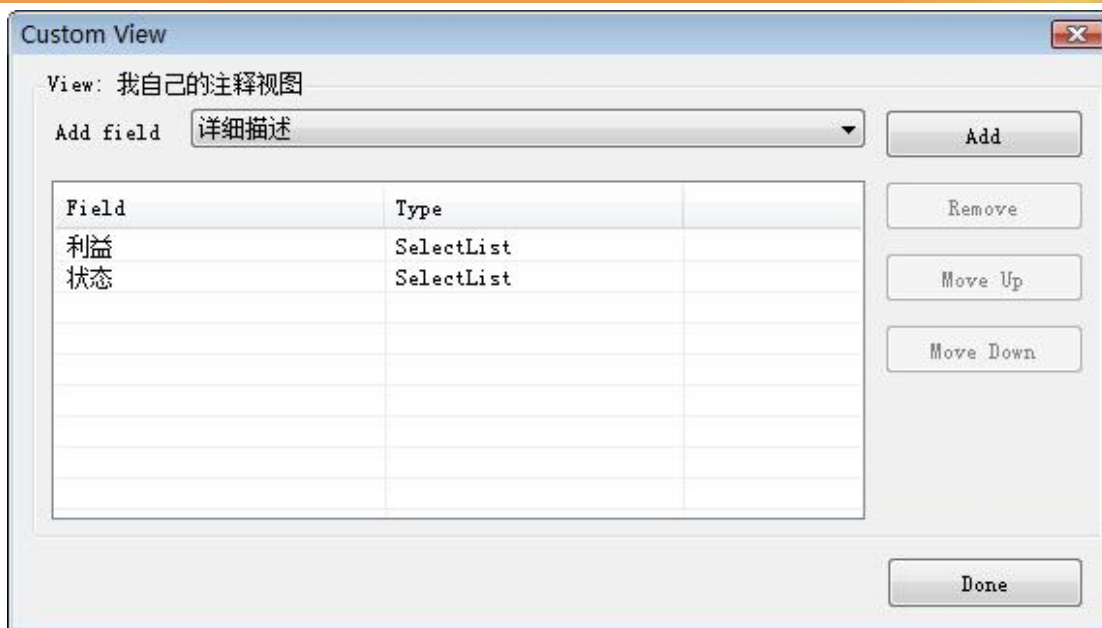 Custom View
View: 我自己的注释视图
Add field 详细描述 Add
Field Type Remove
利益 SelectList
状态 SelectList
Move Up
Move Down
Done